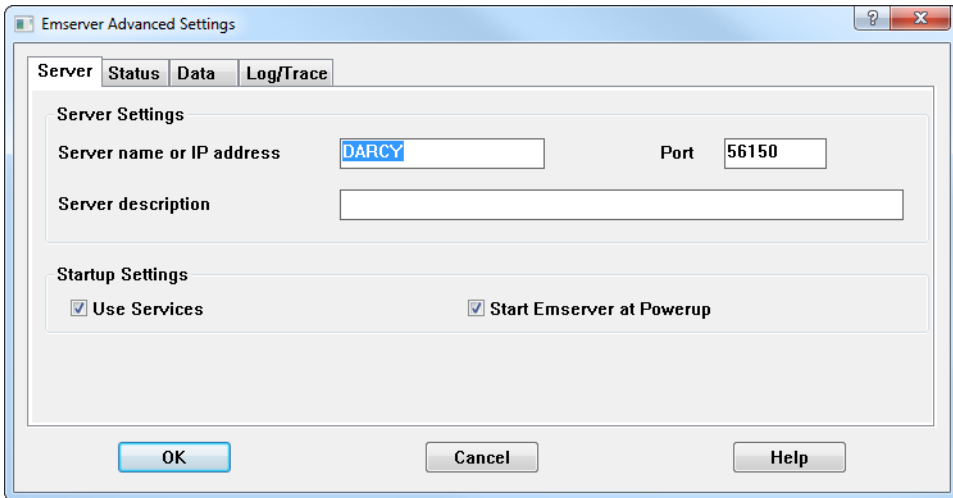 Emserver Advanced Settings
Server Status Data Log/Trace
Server Settings
Server name or IP address DARCY Port 56150
Server description
Startup Settings
Use Services Start Emserver at Powerup
OK Cancel Help